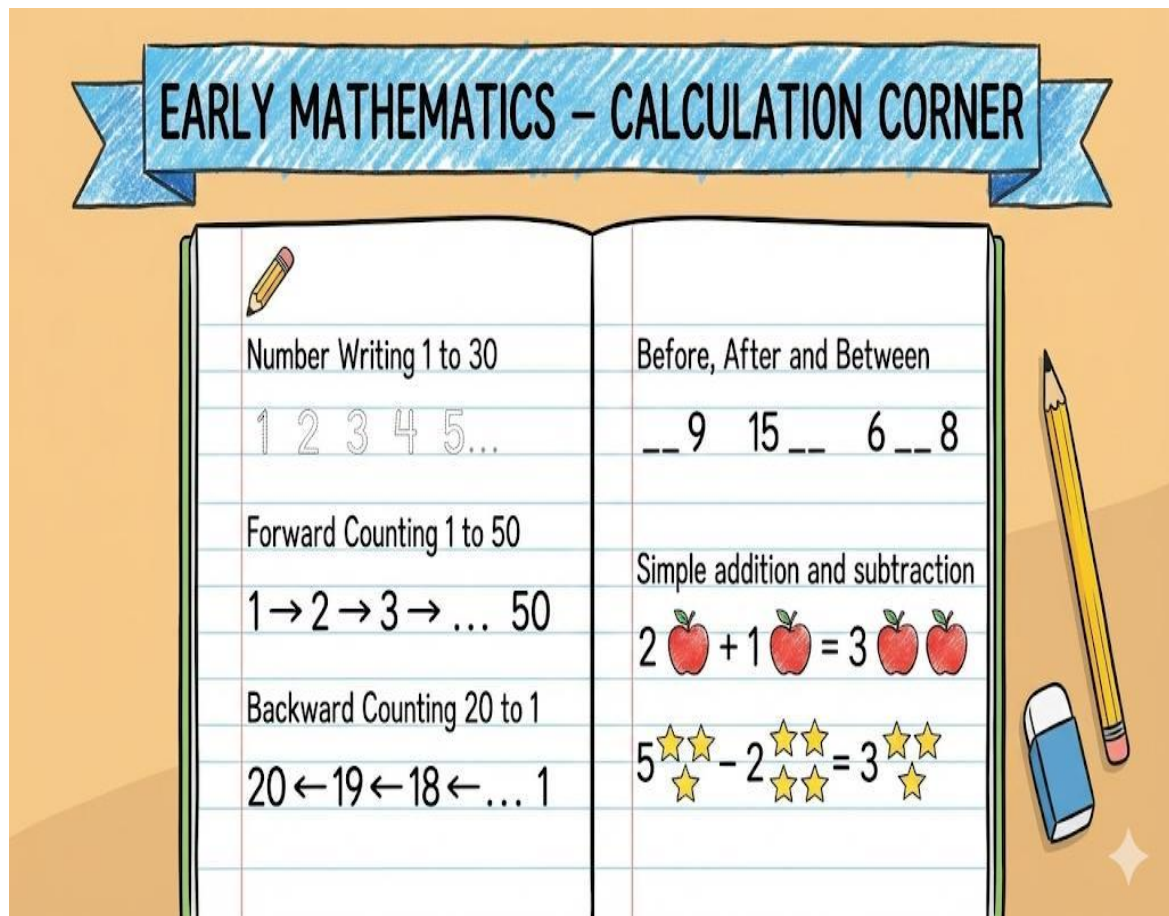 EARLY MATHEMATICS – CALCULATION CORNER
Number Writing 1 to 30
1 2 3 4 5...
Forward Counting 1 to 50
1→2→3→... 50
Backward Counting 20 to 1
20←19←18←... 1
Before, After and Between
__ 9 15 __ 6 __ 8
Simple addition and subtraction
2 + 1 = 3
5 - 2 = 3